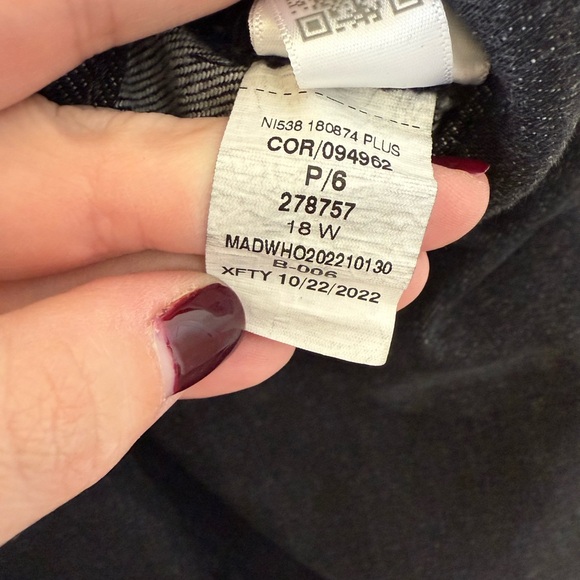 NI538 180874 PLUS
COR/094962
P/6
278757
18 W
MADWHO202210130
B-006
XFTY 10/22/2022